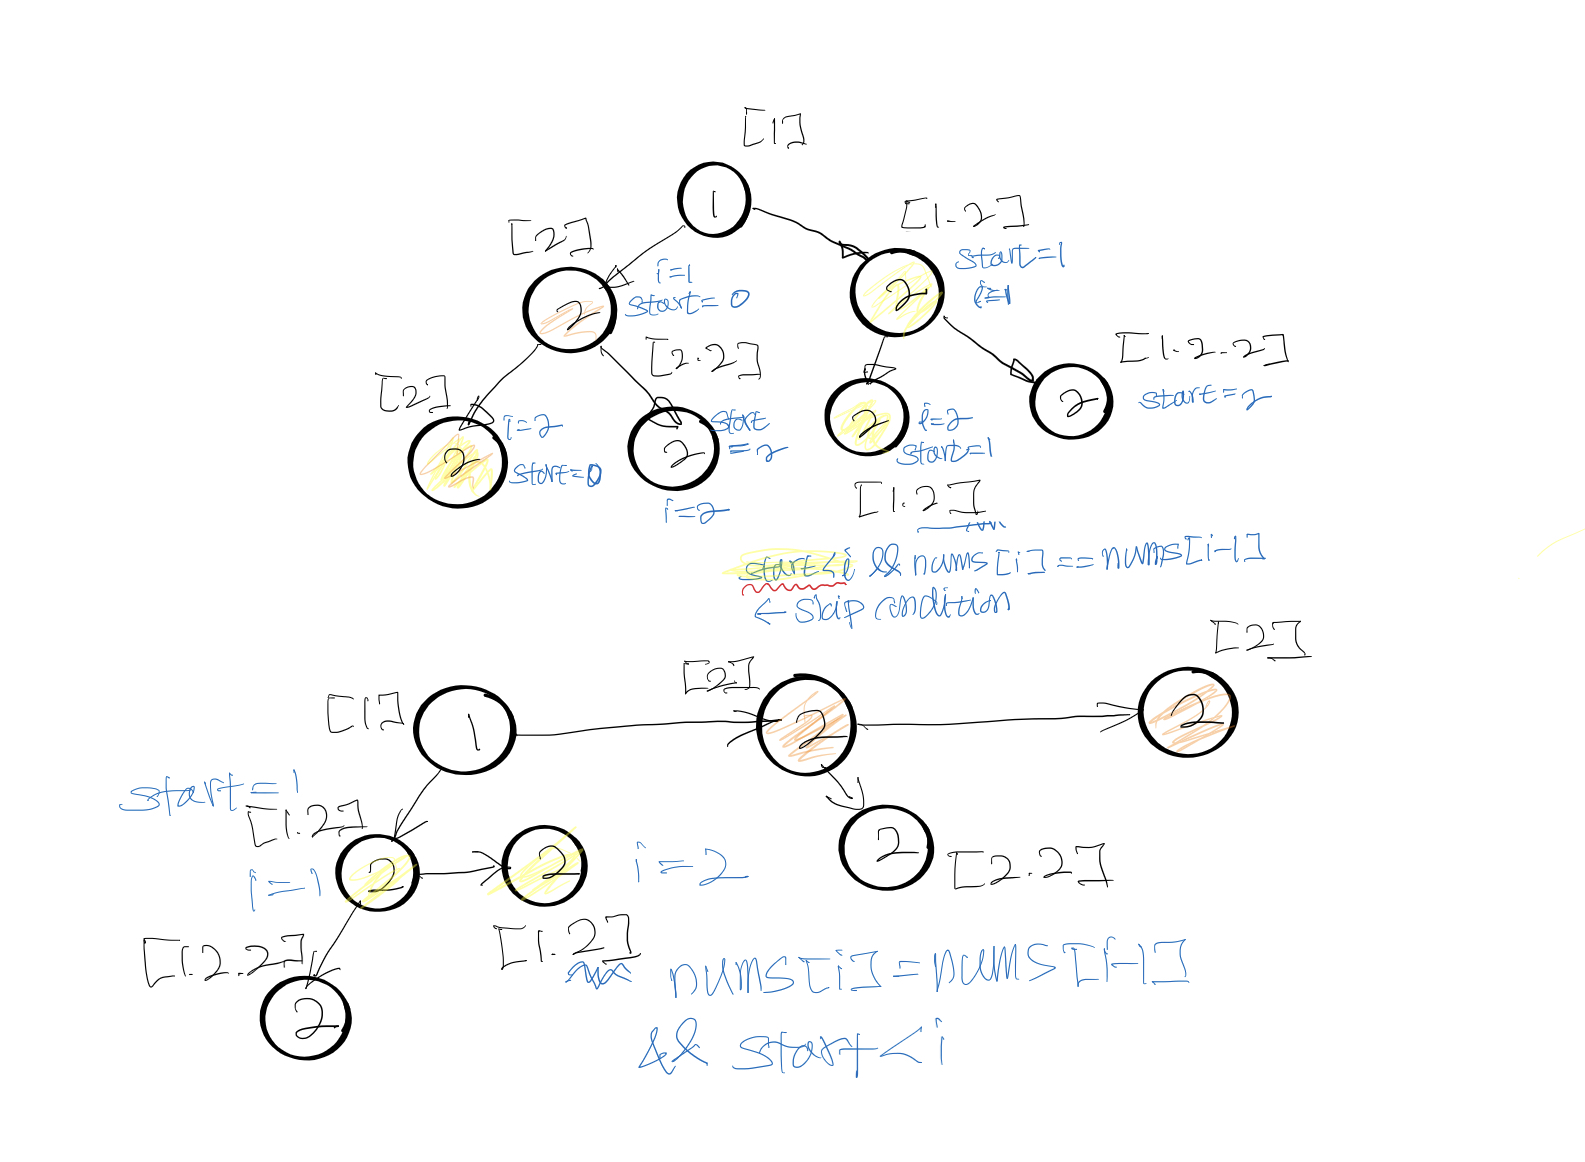 [1]
1
[2]
[1.2]
i=1
start=0
start=1
i=1
2
2
[2]
[2.2]
[1.2.2]
i=2
start=0
start
=2
i=2
start=1
start=2
2
2
2
2
i=2
[1.2]
start<i && nums[i]==nums[i-1]
← skip condition
[1]
[2]
[2]
1
2
2
start=1
[1.2]
i=1
2
2
i=2
2
[2.2]
[1.2.2]
[1.2]
2
nums[i]=nums[i-1]
&& start<i